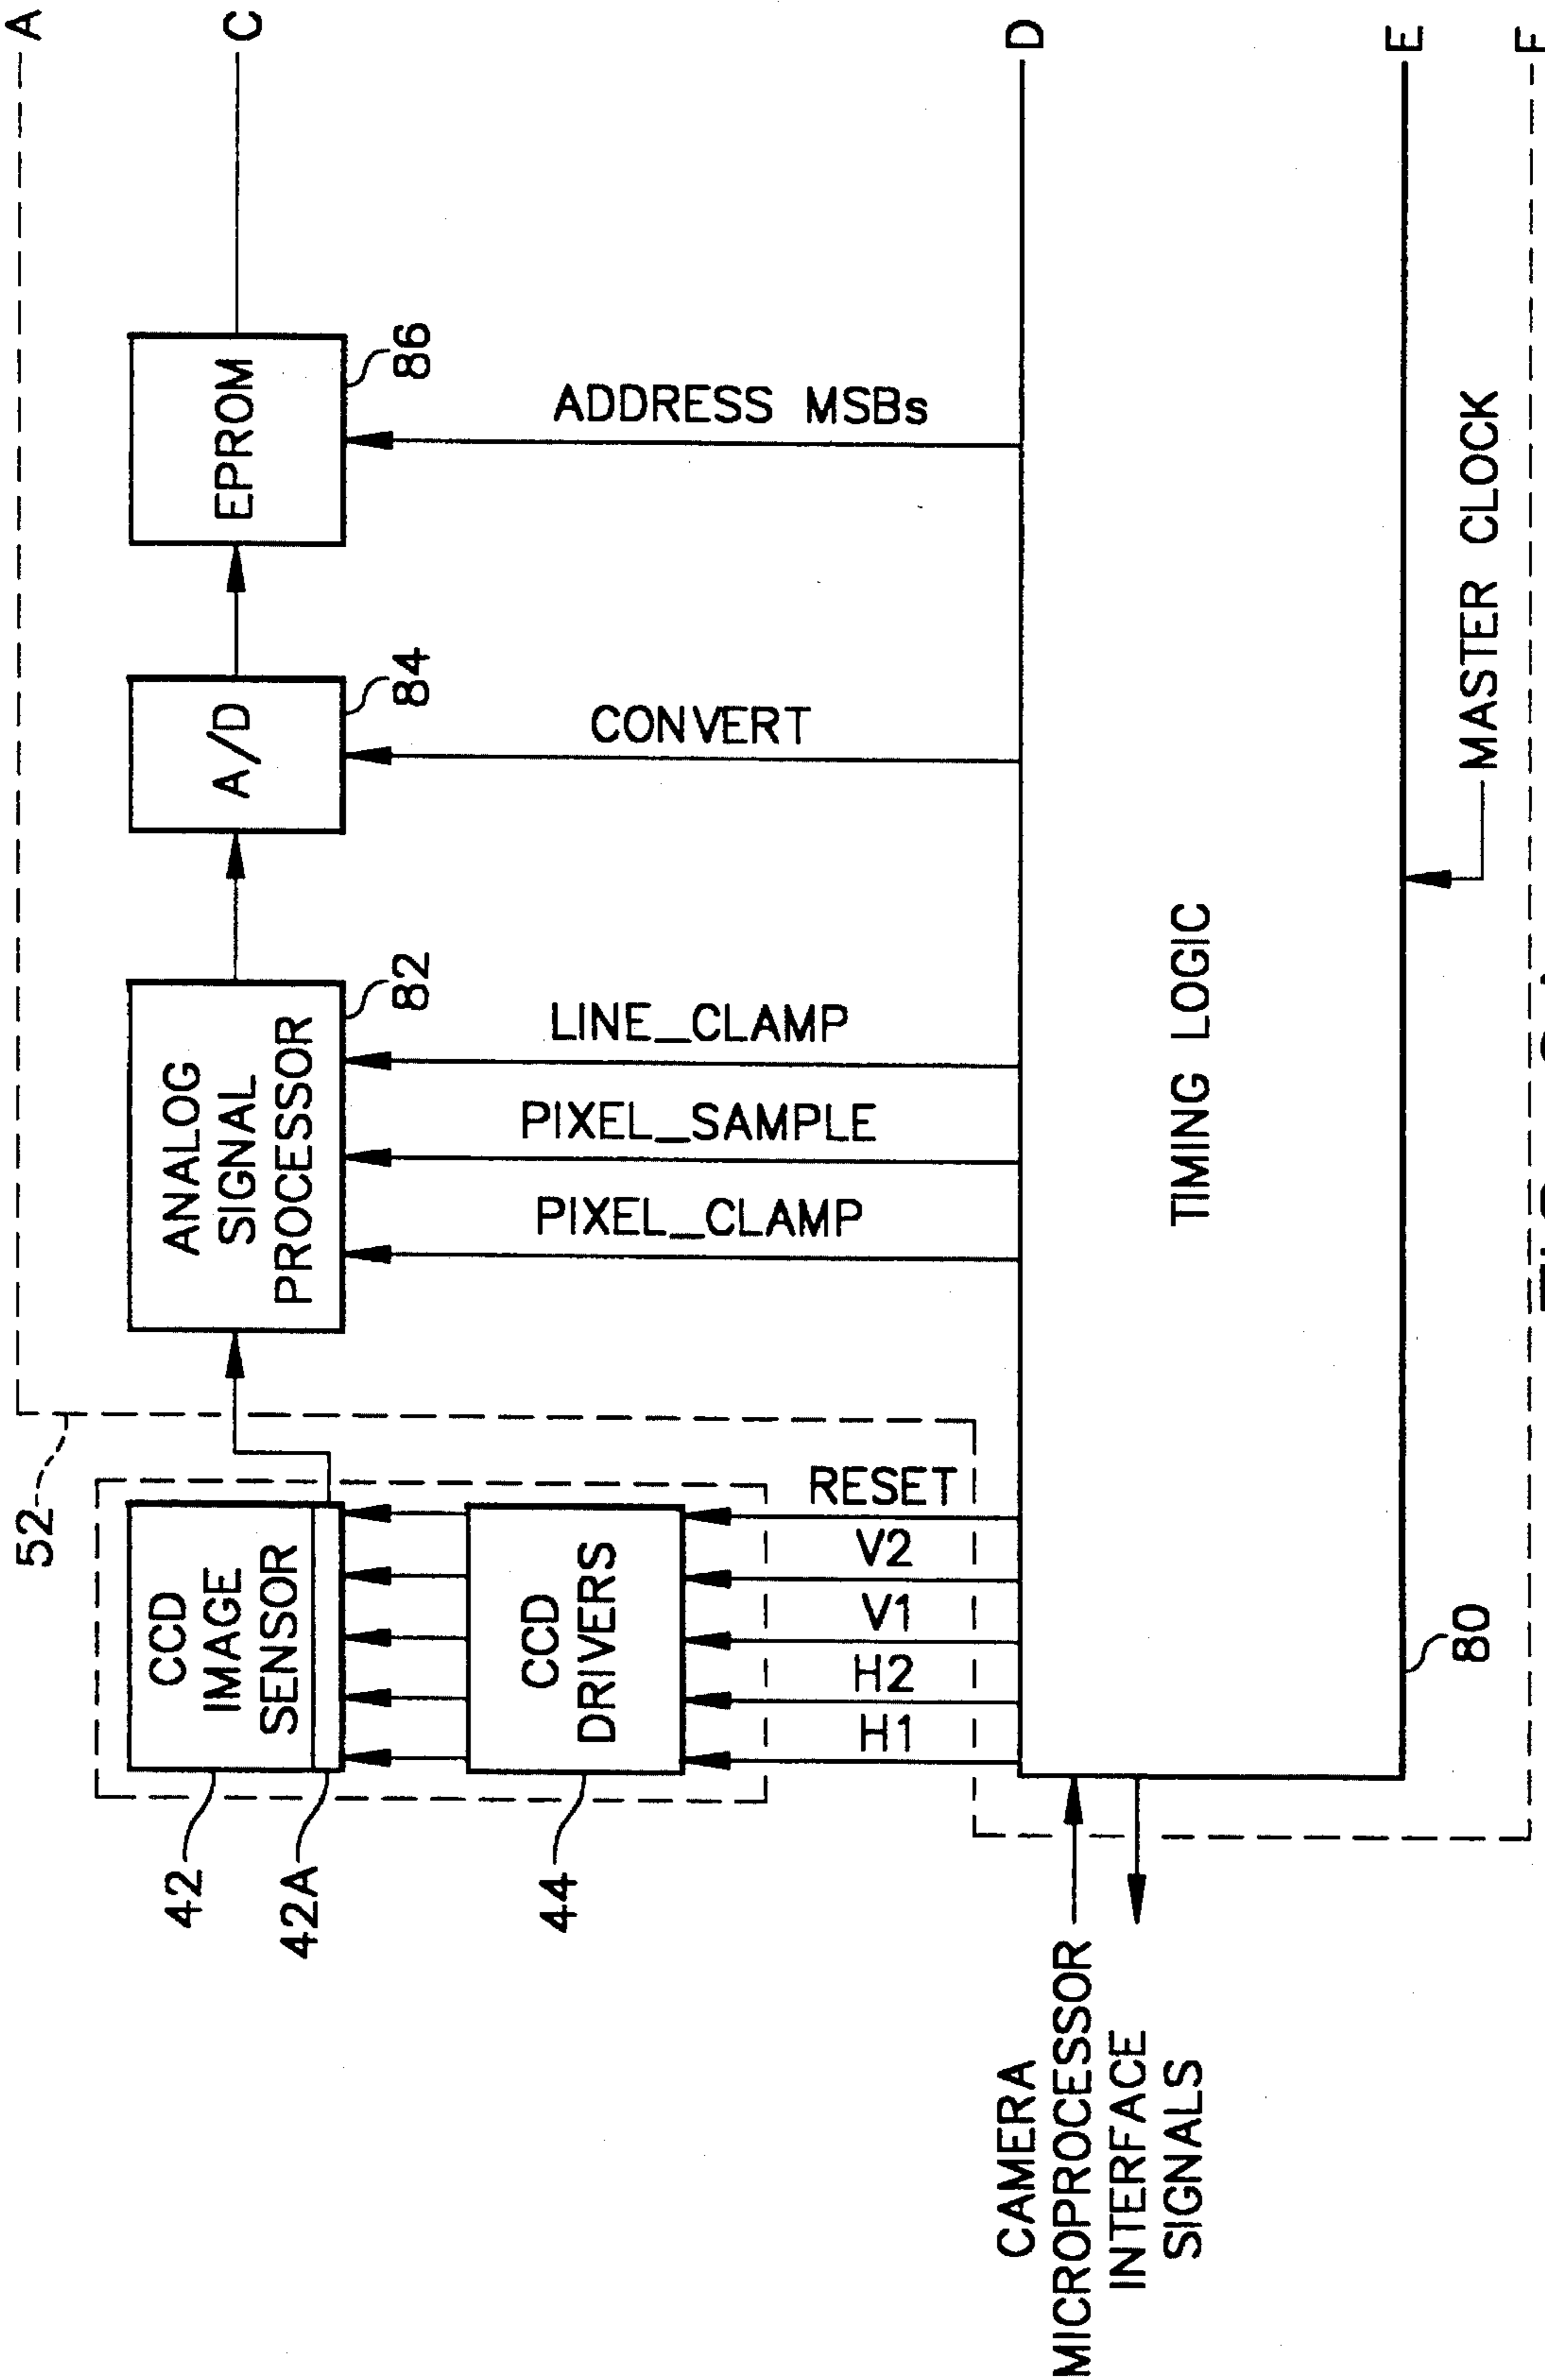 A
52
C
42
CCD
IMAGE
SENSOR
42A
ANALOG
SIGNAL
PROCESSOR
82
A/D
84
EPROM
86
44
CCD
DRIVERS
H1
H2
V1
V2
RESET
PIXEL_CLAMP
PIXEL_SAMPLE
LINE_CLAMP
CONVERT
ADDRESS MSBs
D
CAMERA
MICROPROCESSOR
INTERFACE
SIGNALS
TIMING LOGIC
80
E
MASTER CLOCK
F